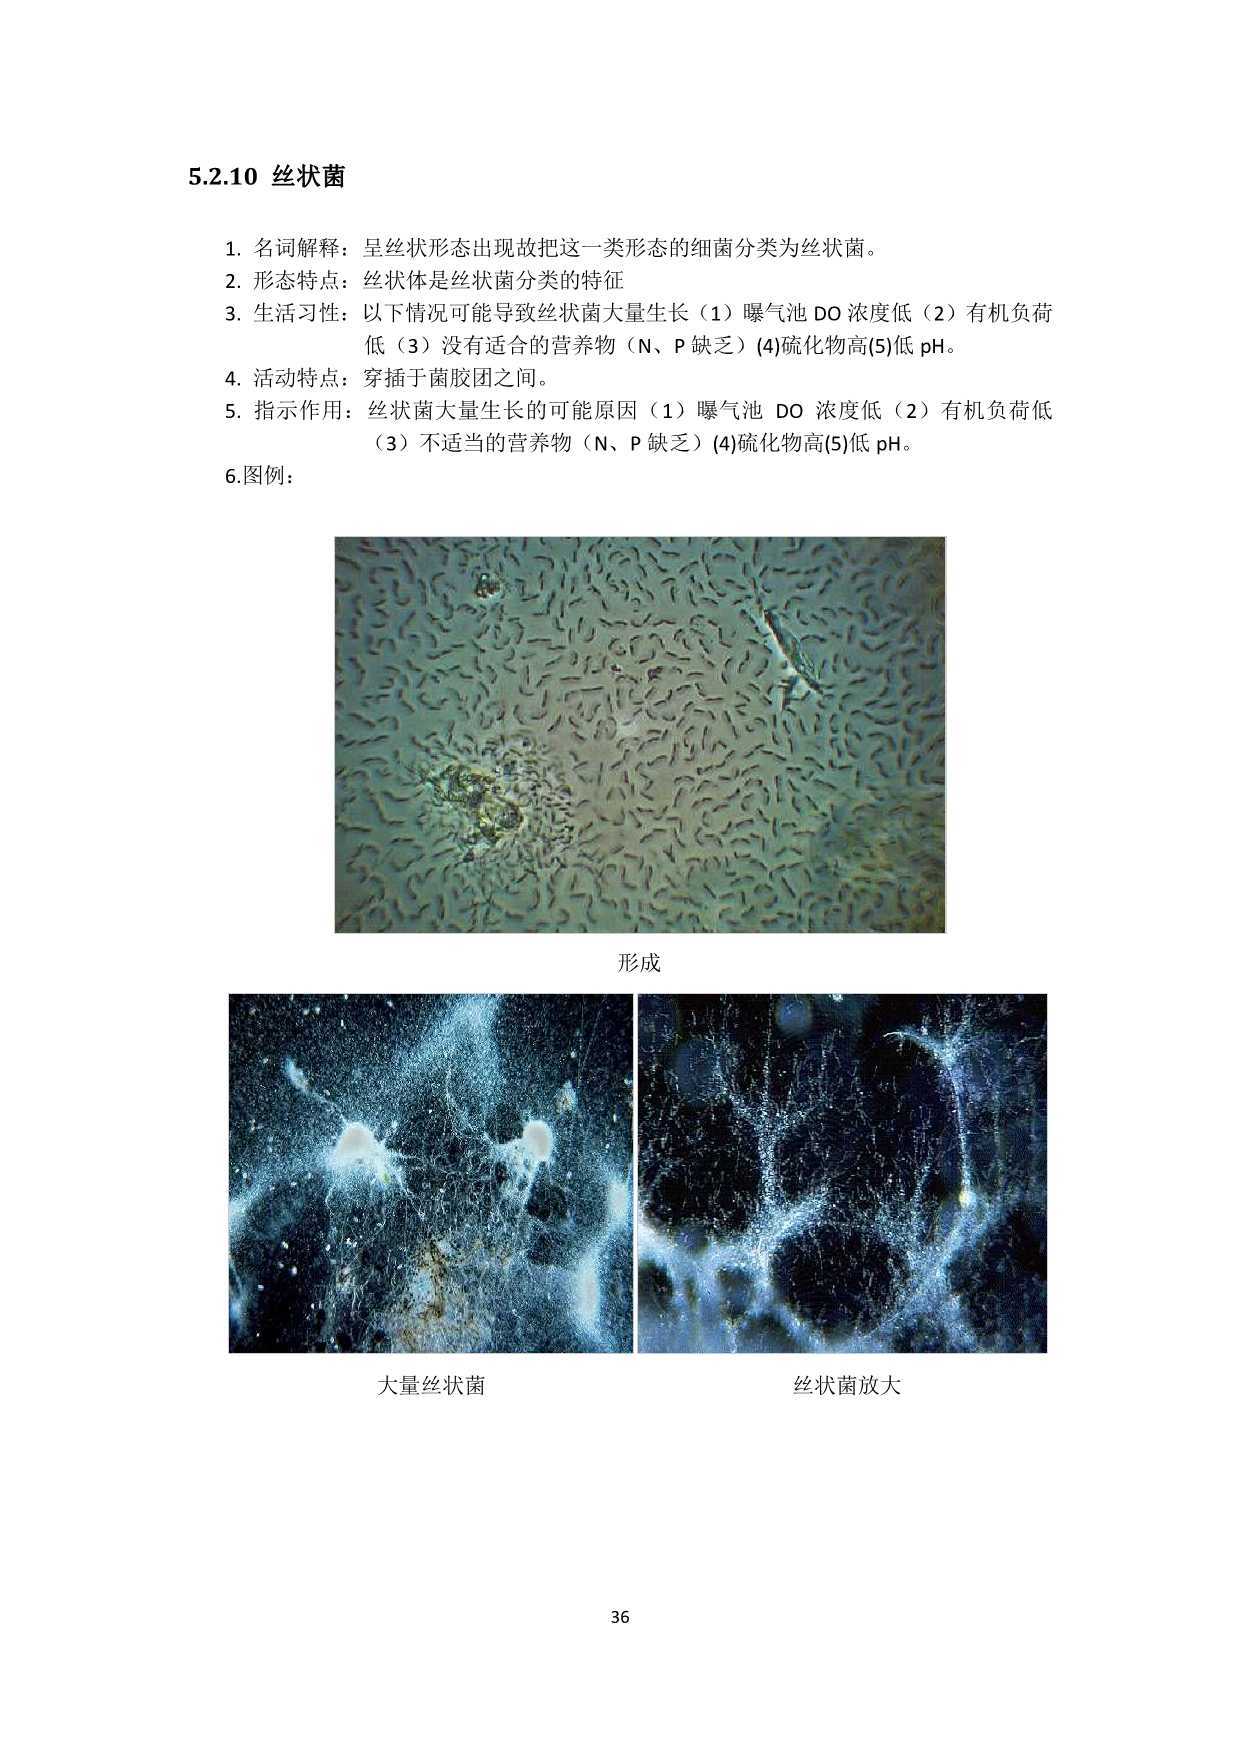 5.2.10 丝状菌
1. 名词解释：呈丝状形态出现故把这一类形态的细菌分类为丝状菌。
2. 形态特点：丝状体是丝状菌分类的特征
3. 生活习性：以下情况可能导致丝状菌大量生长（1）曝气池 DO 浓度低（2）有机负荷
低（3）没有适合的营养物（N、P 缺乏）(4)硫化物高(5)低 pH。
4. 活动特点：穿插于菌胶团之间。
5. 指示作用：丝状菌大量生长的可能原因（1）曝气池 DO 浓度低（2）有机负荷低
（3）不适当的营养物（N、P 缺乏）(4)硫化物高(5)低 pH。
6.图例：
形成
大量丝状菌 丝状菌放大
36